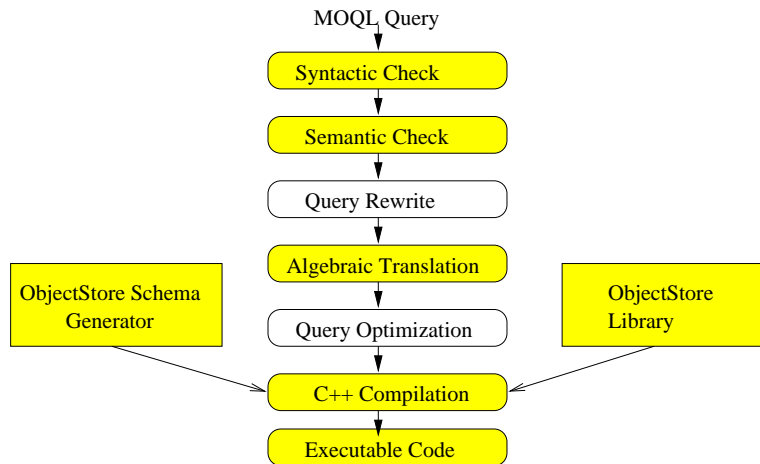 MOQL Query
Syntactic Check
Semantic Check
Query Rewrite
Algebraic Translation
ObjectStore Schema
Generator
ObjectStore
Library
Query Optimization
C++ Compilation
Executable Code